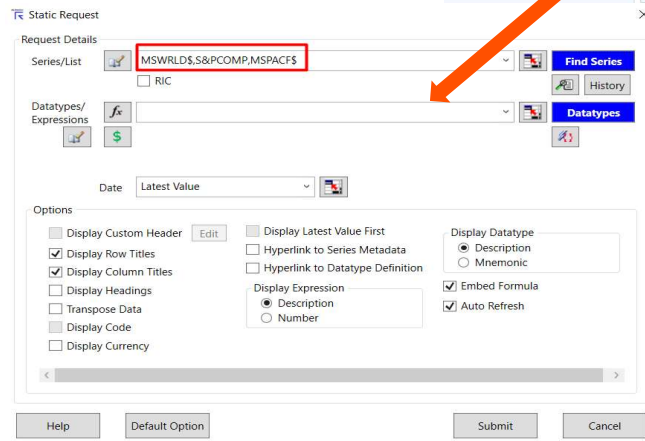 Static Request
Request Details
Series/List
MSWRLD$,S&PCOMP,MSPACF$
Find Series
RIC
History
Datatypes/
Expressions
fx
Datatypes
$
Date
Latest Value
Options
Display Custom Header
Edit
Display Row Titles
Display Column Titles
Display Headings
Transpose Data
Display Code
Display Currency
Display Latest Value First
Hyperlink to Series Metadata
Hyperlink to Datatype Definition
Display Expression
Description
Number
Display Datatype
Description
Mnemonic
Embed Formula
Auto Refresh
Help
Default Option
Submit
Cancel